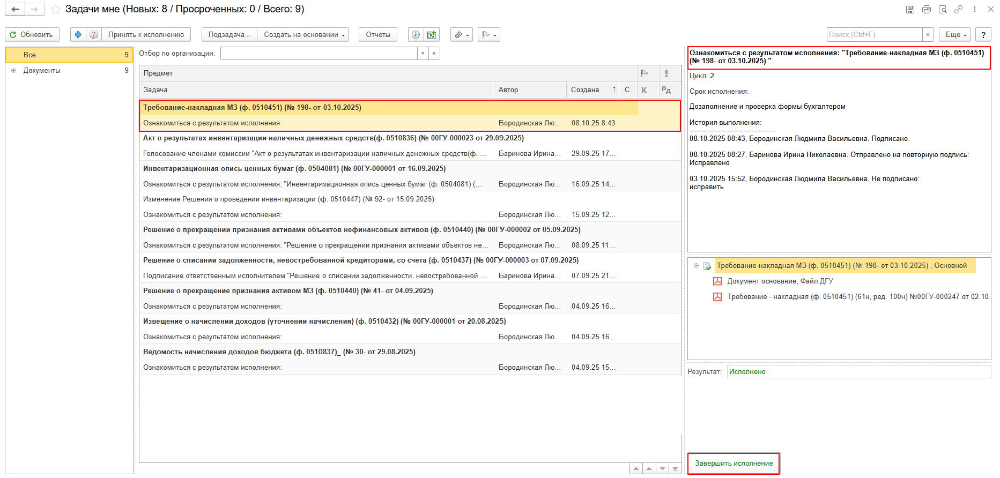 Задачи мне (Новых: 8 / Просроченных: 0 / Всего: 9)
Обновить
Принять к исполнению
Подзадача...
Создать на основании
Отчеты
Поиск (Ctrl+F)
×
Еще
?
Все 9
Документы 9
Отбор по организации:
×
Предмет
Задача Автор Создана ↑ С.. К Рд
Требование-накладная МЗ (ф. 0510451) (№ 198- от 03.10.2025)
Ознакомиться с результатом исполнения: Бородинская Лю... 08.10.25 8:43
Акт о результатах инвентаризации наличных денежных средств(ф. 0510836) (№ 00ГУ-000023 от 29.09.2025)
Голосование членами комиссии "Акт о результатах инвентаризации наличных денежных средств(ф. ... Баринова Ирина... 29.09.25 17...
Инвентаризационная опись ценных бумаг (ф. 0504081) (№ 00ГУ-000001 от 16.09.2025)
Ознакомиться с результатом исполнения: "Инвентаризационная опись ценных бумаг (ф. 0504081) (... Бородинская Лю... 16.09.25 14...
Изменение Решения о проведении инвентаризации (ф. 0510447) (№ 92- от 15.09.2025)
Ознакомиться с результатом исполнения: Бородинская Лю... 15.09.25 12...
Решение о прекращении признания активами объектов нефинансовых активов (ф. 0510440) (№ 00ГУ-000002 от 05.09.2025)
Ознакомиться с результатом исполнения: "Решение о прекращении признания активами объектов не... Бородинская Лю... 08.09.25 11...
Решение о списании задолженности, невостребованной кредиторами, со счета (ф. 0510437) (№ 00ГУ-000003 от 07.09.2025)
Подписание ответственным исполнителем "Решение о списании задолженности, невостребованной ... Баринова Ирина... 07.09.25 21...
Решение о прекращение признания активом МЗ (ф. 0510440) (№ 41- от 04.09.2025)
Ознакомиться с результатом исполнения: Бородинская Лю... 04.09.25 16...
Извещение о начислении доходов (уточнении начисления) (ф. 0510432) (№ 00ГУ-000001 от 20.08.2025)
Ознакомиться с результатом исполнения: Бородинская Лю... 04.09.25 16...
Ведомость начисления доходов бюджета (ф. 0510837)_ (№ 30- от 29.08.2025)
Ознакомиться с результатом исполнения: Бородинская Лю... 04.09.25 15...
Ознакомиться с результатом исполнения: "Требование-накладная МЗ (ф. 0510451)
(№ 198- от 03.10.2025) "
Цикл: 2
Срок исполнения:
Дозаполнение и проверка формы бухгалтером
История выполнения:
------------------------------------
08.10.2025 08:43, Бородинская Людмила Васильевна. Подписано.
08.10.2025 08:27, Баринова Ирина Николаевна. Отправлено на повторную подпись:
Исправлено
03.10.2025 15:52, Бородинская Людмила Васильевна. Не подписано:
исправить
Требование-накладная МЗ (ф. 0510451) (№ 198- от 03.10.2025) , Основной
Документ основание, Файл ДГУ
Требование - накладная (ф. 0510451) (61н, ред. 100н) №00ГУ-000247 от 02.10.
Результат: Исполнено
Завершить исполнение